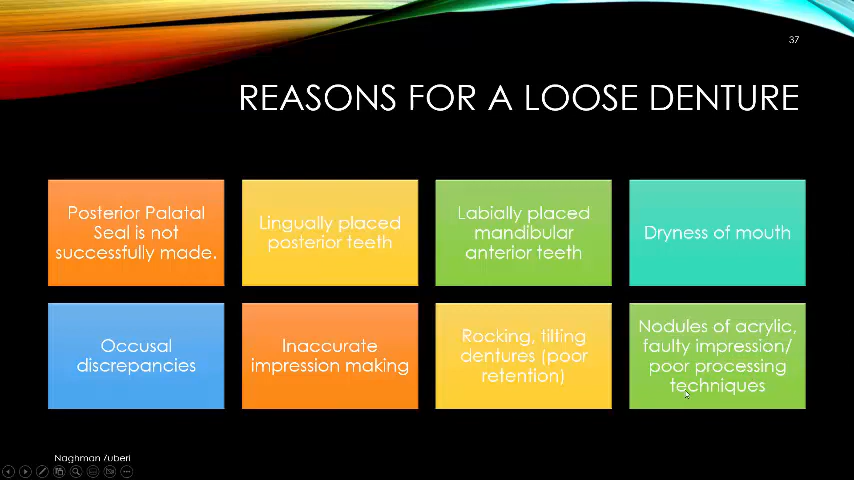 37
REASONS FOR A LOOSE DENTURE
Posterior Palatal
Seal is not
successfully made.
Lingually placed
posterior teeth
Labially placed
mandibular
anterior teeth
Dryness of mouth
Occusal
discrepancies
Inaccurate
impression making
Rocking, tilting
dentures (poor
retention)
Nodules of acrylic,
faulty impression/
poor processing
techniques
Naghman Zuberi